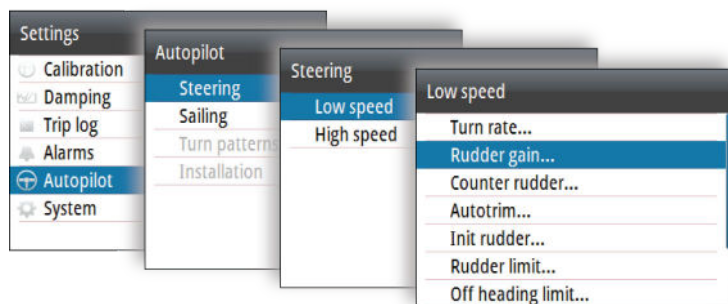 Settings
Calibration
Damping
Trip log
Alarms
Autopilot
System
Autopilot
Steering
Sailing
Turn patterns
Installation
Steering
Low speed
High speed
Low speed
Turn rate...
Rudder gain...
Counter rudder...
Autotrim...
Init rudder...
Rudder limit...
Off heading limit...